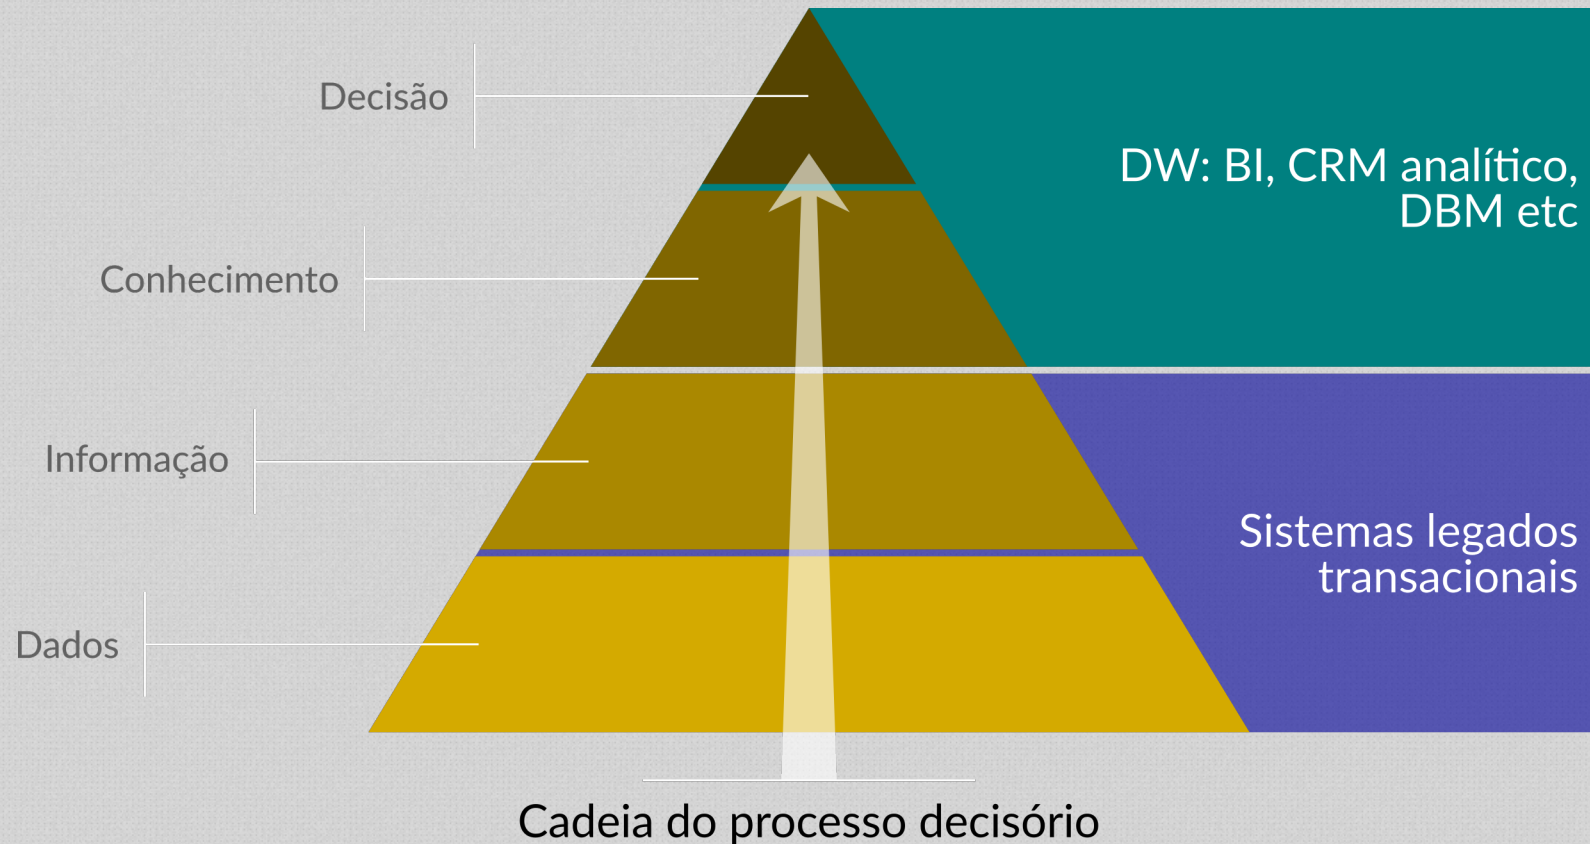 Decisão
DW: BI, CRM analítico,
DBM etc
Conhecimento
Informação
Sistemas legados
transacionais
Dados
Cadeia do processo decisório